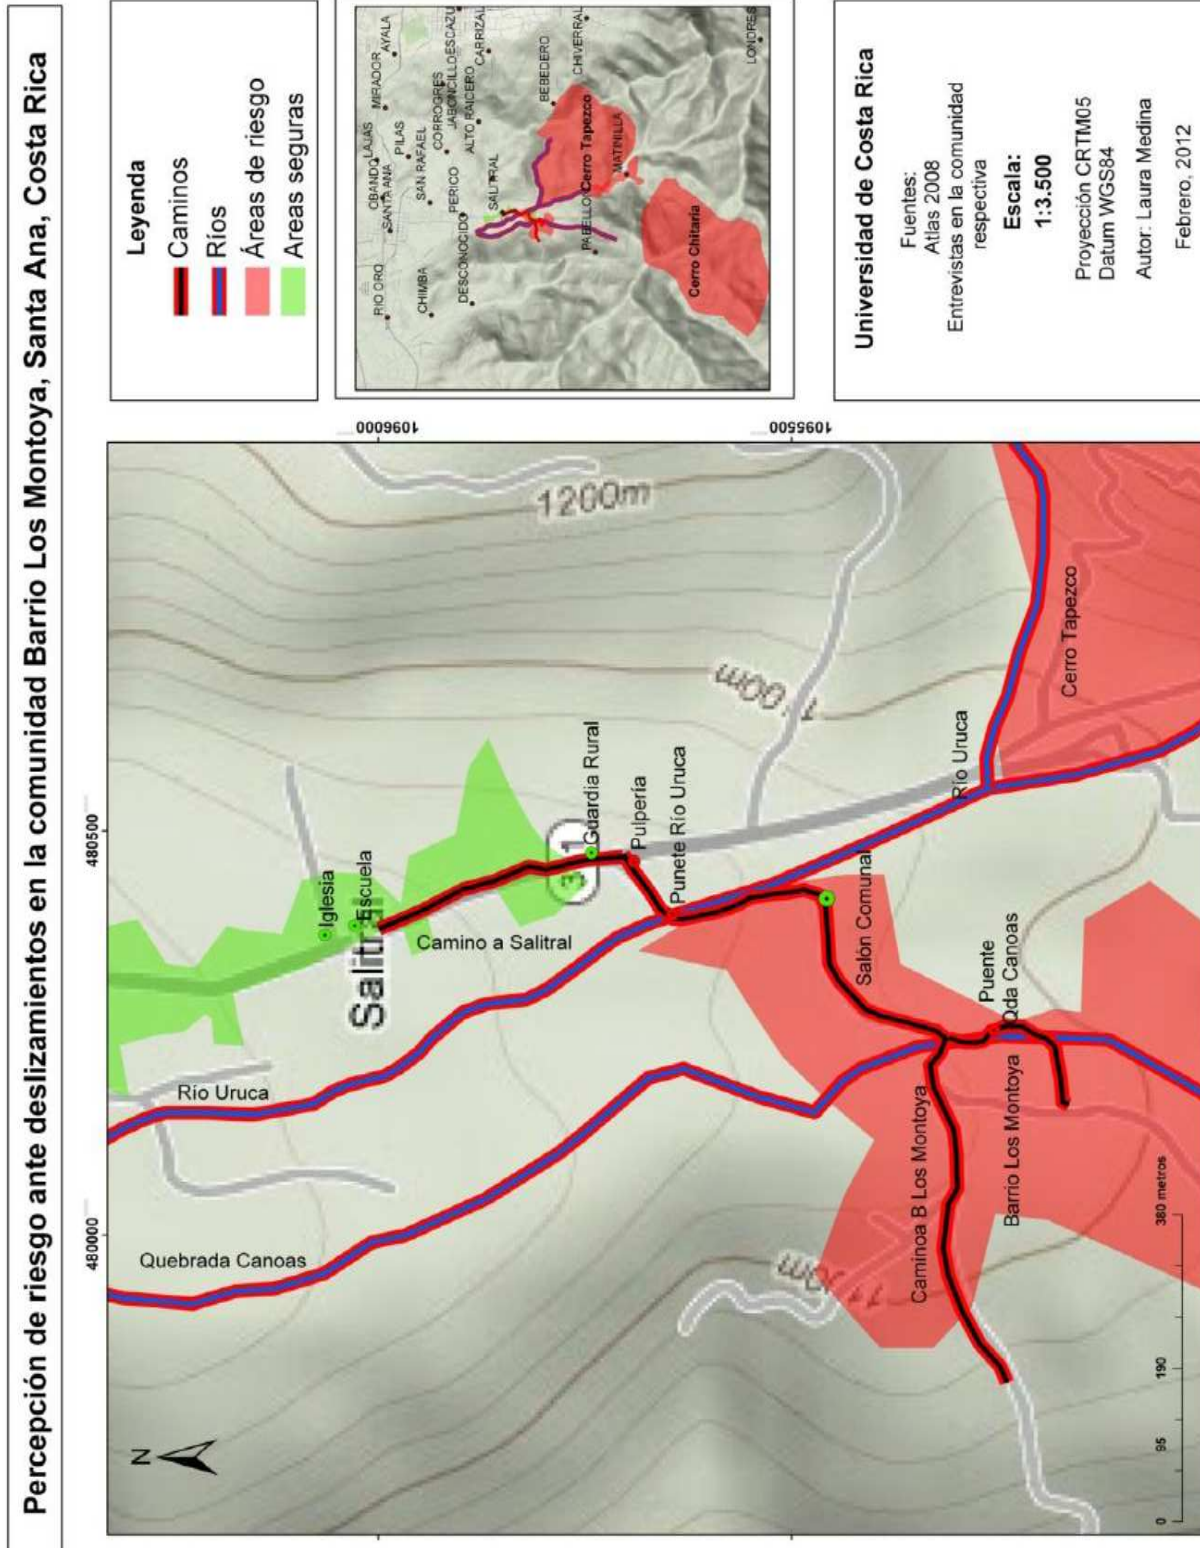 Percepción de riesgo ante deslizamientos en la comunidad Barrio Los Montoya, Santa Ana, Costa Rica
N
480000
480500
1096000
1095500
Quebrada Canoas
Río Uruca
Salitral
Iglesia
Escuela
Camino a Salitral
311
Guardia Rural
Pulpería
Punete Río Uruca
1200m
1100m
1100m
Salón Comunal
Río Uruca
Cerro Tapezco
Caminoa B Los Montoya
Puente
Qda Canoas
Barrio Los Montoya
0
95
190
380 metros
Leyenda
Caminos
Ríos
Áreas de riesgo
Areas seguras
RIO ORO
OBANDO
LAJAS
MIRADOR
AYALA
SANTA ANA
PILAS
CHIMBA
SAN RAFAEL
CORROGRES
JABONCILLO
ESCAZU
DESCONOCIDO
PERICO
ALTO RAICERO
CARRIZAL
SALITRAL
BEBEDERO
CHIVERRAL
PABELLON
Cerro Tapezco
MATINILLA
Cerro Chitaria
LONDRES
Universidad de Costa Rica
Fuentes:
Atlas 2008
Entrevistas en la comunidad
respectiva
Escala:
1:3.500
Proyección CRTM05
Datum WGS84
Autor: Laura Medina
Febrero, 2012